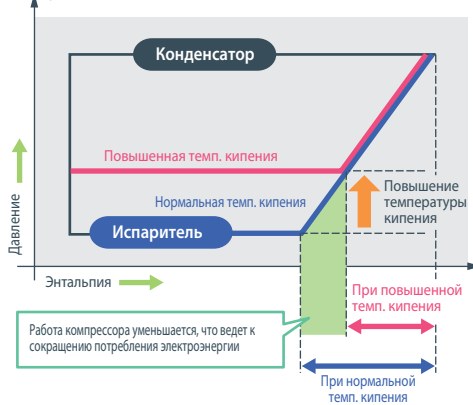 Конденсатор
Повышенная темп. кипения
Нормальная темп. кипения
Испаритель
Повышение
температуры
кипения
Давление
Энтальпия
При повышенной
темп. кипения
Работа компрессора уменьшается, что ведет к
сокращению потребления электроэнергии
При нормальной
темп. кипения